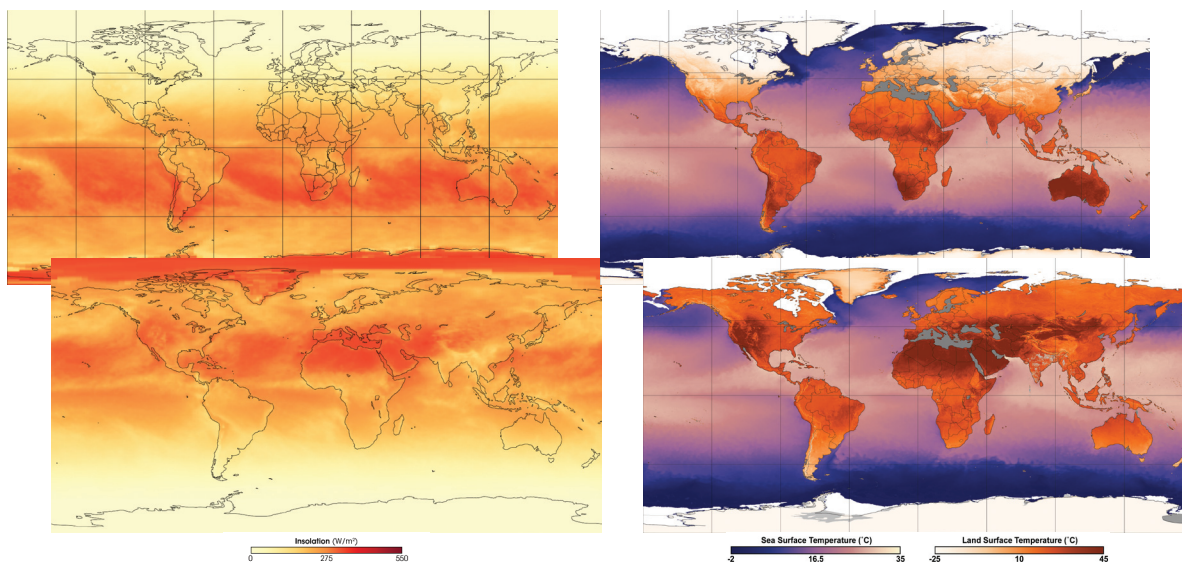 Insolation (W/m²)
0 275 550
Sea Surface Temperature (˚C)
-2 16.5 35
Land Surface Temperature (˚C)
-25 10 45